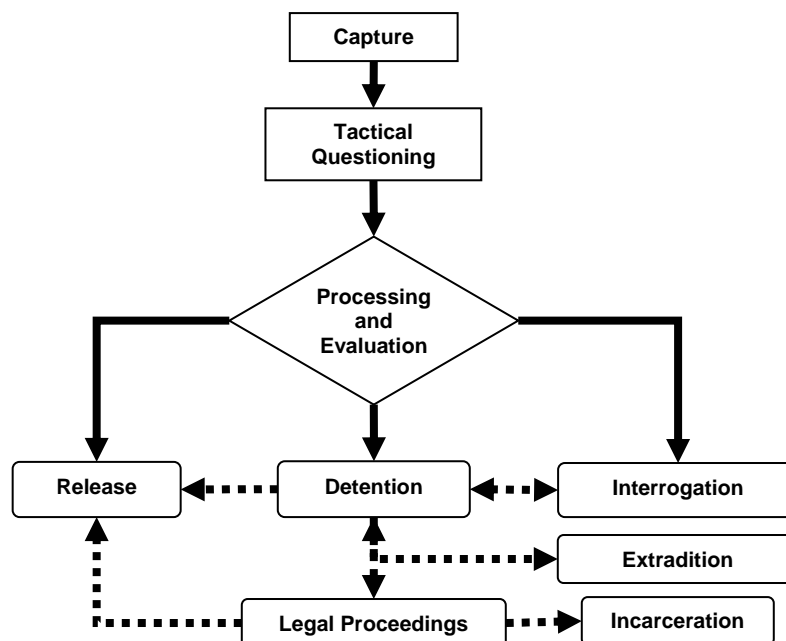 Capture
Tactical
Questioning
Processing
and
Evaluation
Release
Detention
Interrogation
Extradition
Legal Proceedings
Incarceration